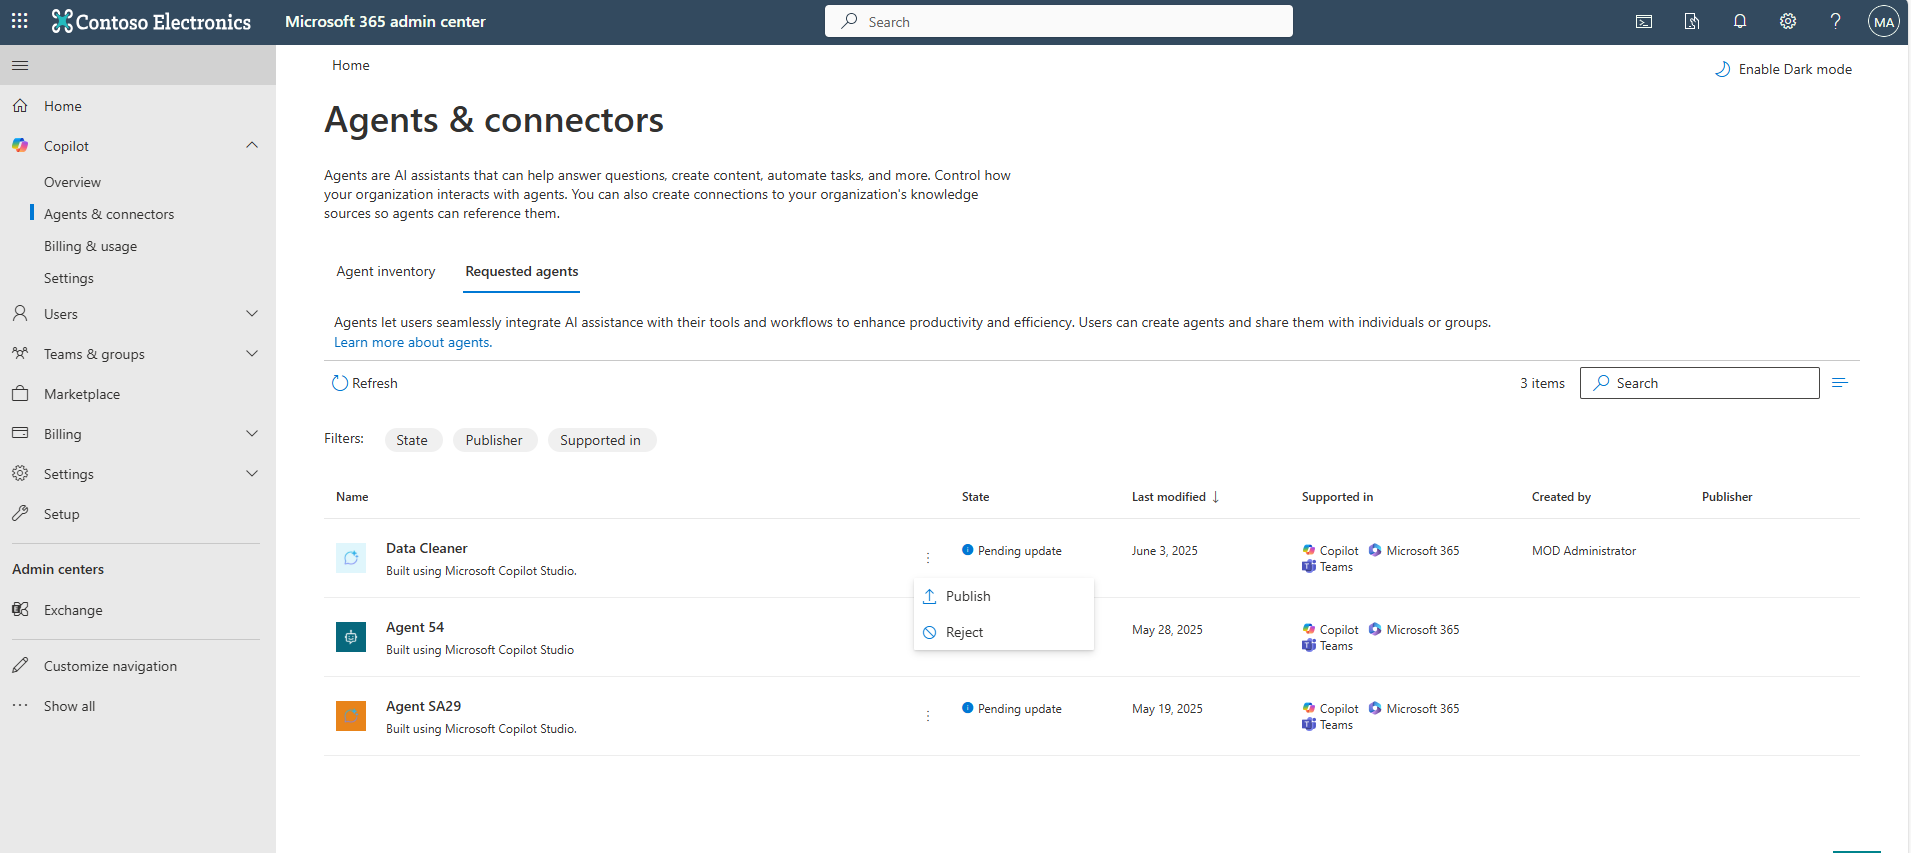 Contoso Electronics
Microsoft 365 admin center
Search
MA
Home
Copilot
Overview
Agents & connectors
Billing & usage
Settings
Users
Teams & groups
Marketplace
Billing
Settings
Setup
Admin centers
Exchange
Customize navigation
Show all
Home
Enable Dark mode
Agents & connectors
Agents are AI assistants that can help answer questions, create content, automate tasks, and more. Control how
your organization interacts with agents. You can also create connections to your organization's knowledge
sources so agents can reference them.
Agent inventory
Requested agents
Agents let users seamlessly integrate AI assistance with their tools and workflows to enhance productivity and efficiency. Users can create agents and share them with individuals or groups.
Learn more about agents.
Refresh
3 items
Search
Filters:
State
Publisher
Supported in
Name
State
Last modified ↓
Supported in
Created by
Publisher
Data Cleaner
Built using Microsoft Copilot Studio.
Pending update
June 3, 2025
Copilot Microsoft 365
Teams
MOD Administrator
Publish
Reject
Agent 54
Built using Microsoft Copilot Studio
May 28, 2025
Copilot Microsoft 365
Teams
Agent SA29
Built using Microsoft Copilot Studio.
Pending update
May 19, 2025
Copilot Microsoft 365
Teams